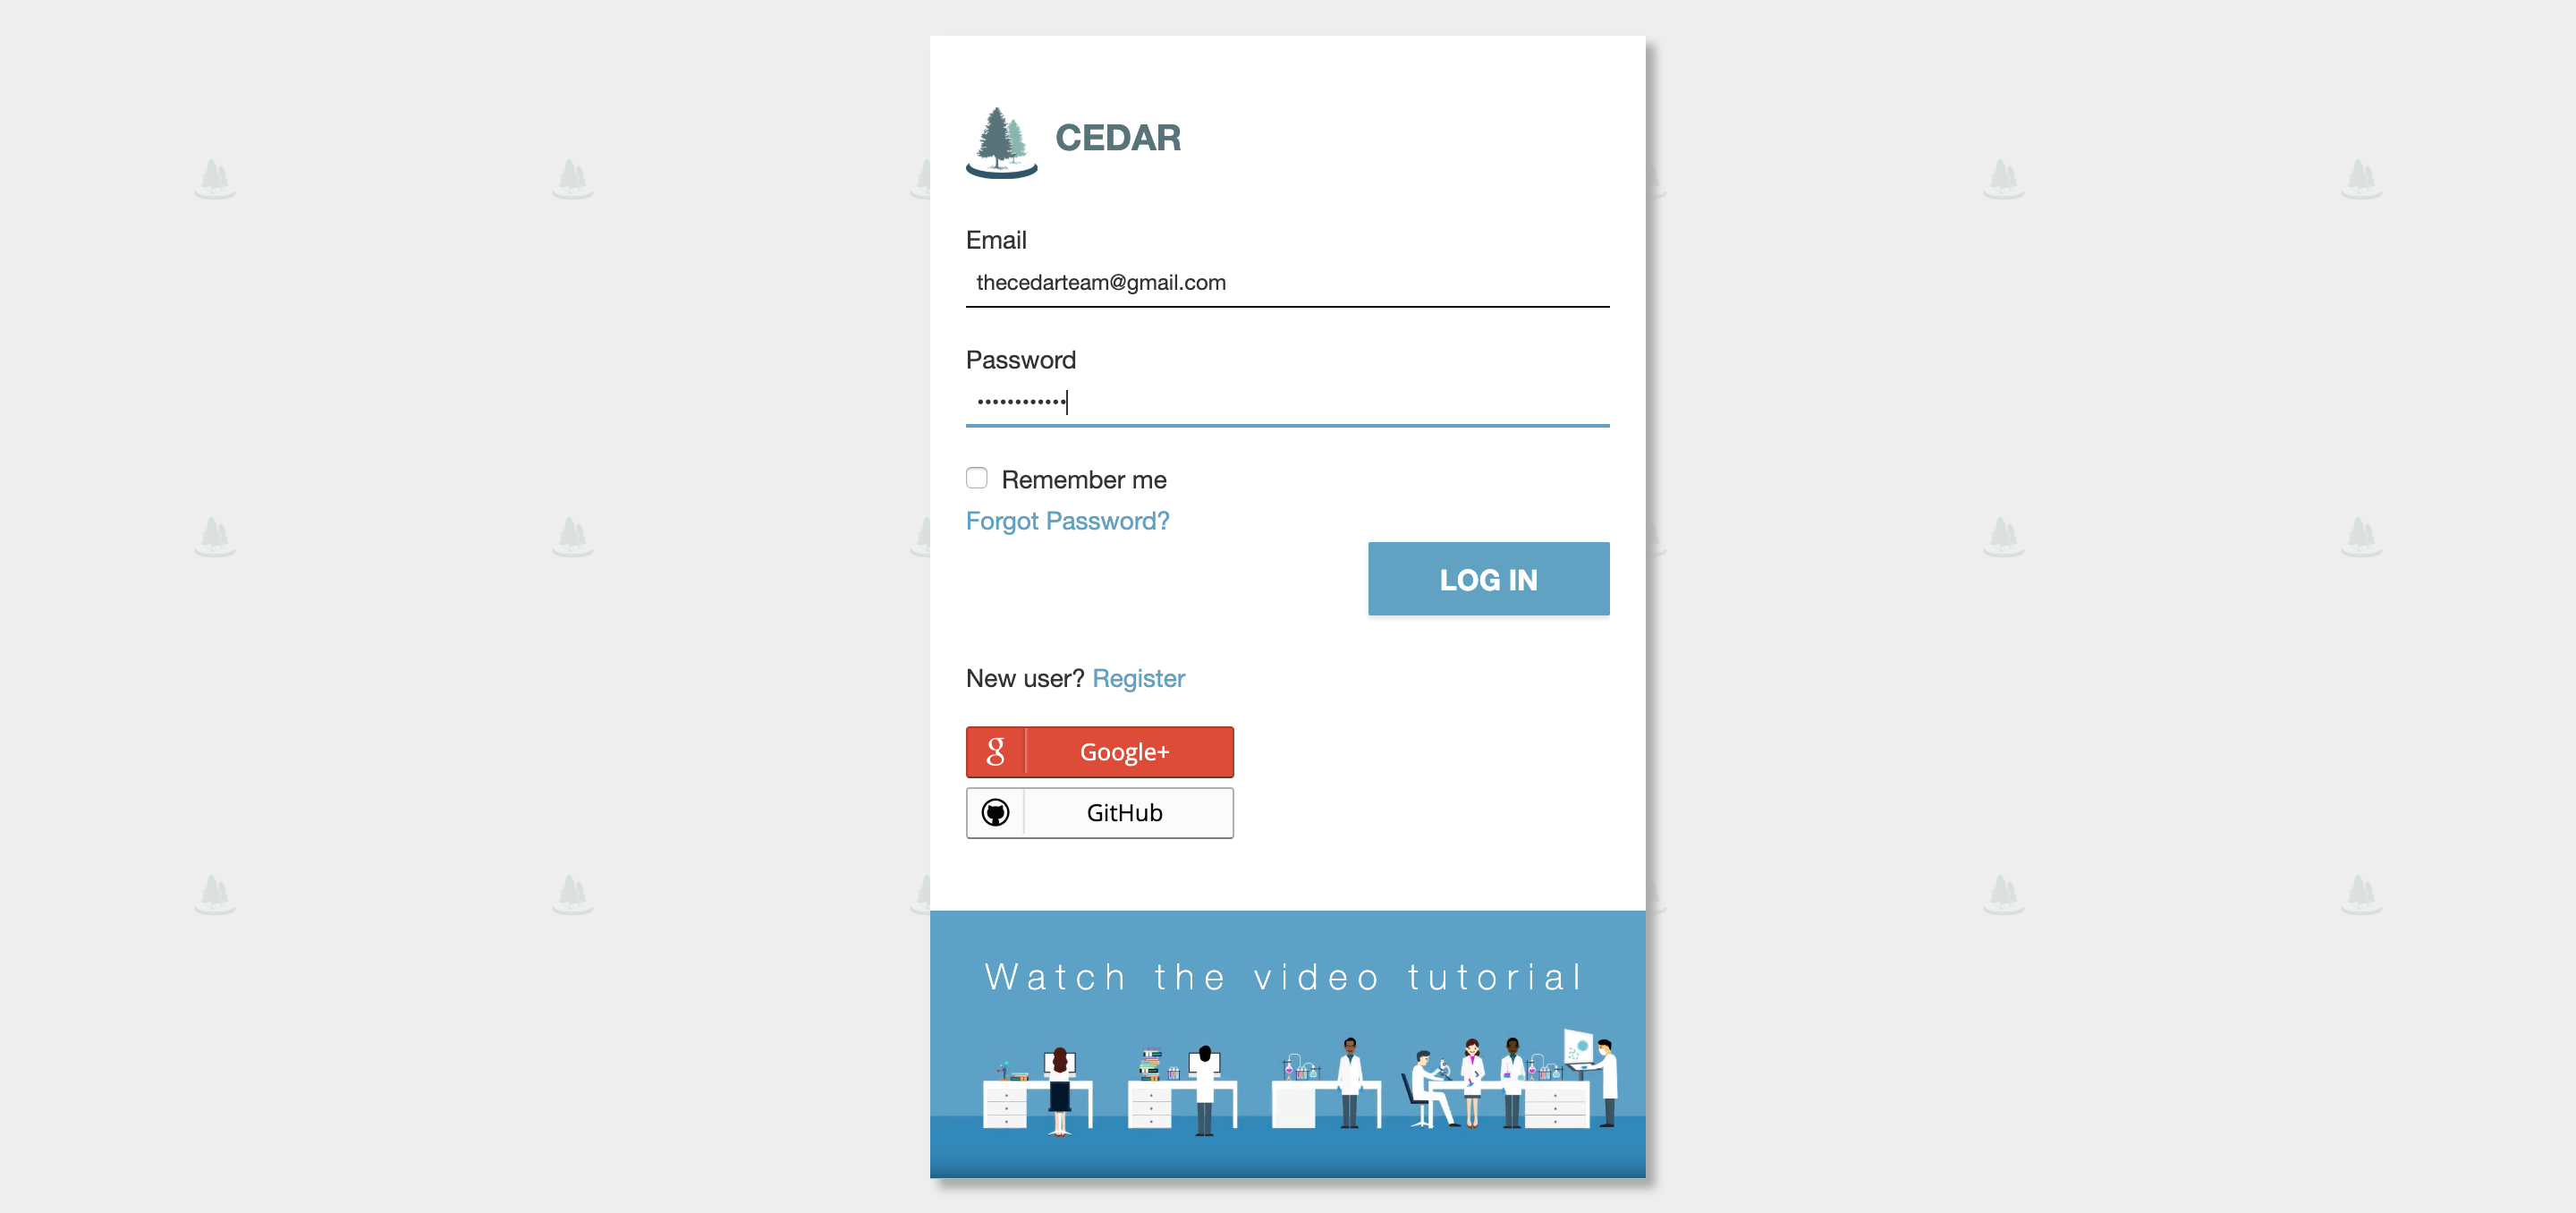 CEDAR
Email
thecedarteam@gmail.com
Password
••••••••••••
Remember me
Forgot Password?
LOG IN
New user? Register
g Google+
GitHub
Watch the video tutorial